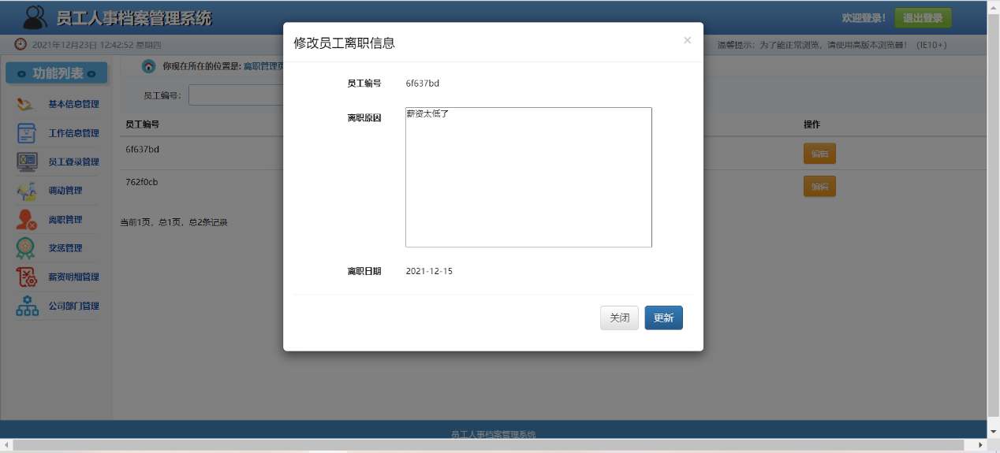 员工人事档案管理系统
欢迎登录!
退出登录
2021年12月23日 12:42:52 星期四
温馨提示：为了能正常浏览，请使用高版本浏览器！（IE10+）
功能列表
基本信息管理
工作信息管理
员工登录管理
调动管理
离职管理
奖惩管理
薪资明细管理
公司部门管理
你现在所在的位置是: 离职管理页
员工编号：
员工编号
操作
6f637bd
编辑
762f0cb
编辑
当前1页，总1页，总2条记录
修改员工离职信息
×
员工编号
6f637bd
离职原因
薪资太低了
离职日期
2021-12-15
关闭
更新
员工人事档案管理系统